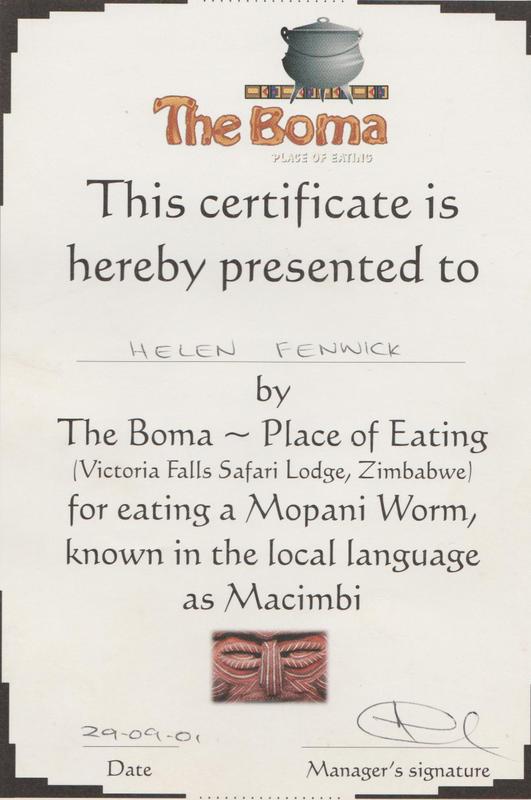 The Boma
PLACE OF EATING
This certificate is
hereby presented to
HELEN FENWICK
by
The Boma ~ Place of Eating
(Victoria Falls Safari Lodge, Zimbabwe)
for eating a Mopani Worm,
known in the local language
as Macimbi
29-09-01
Date
Manager's signature